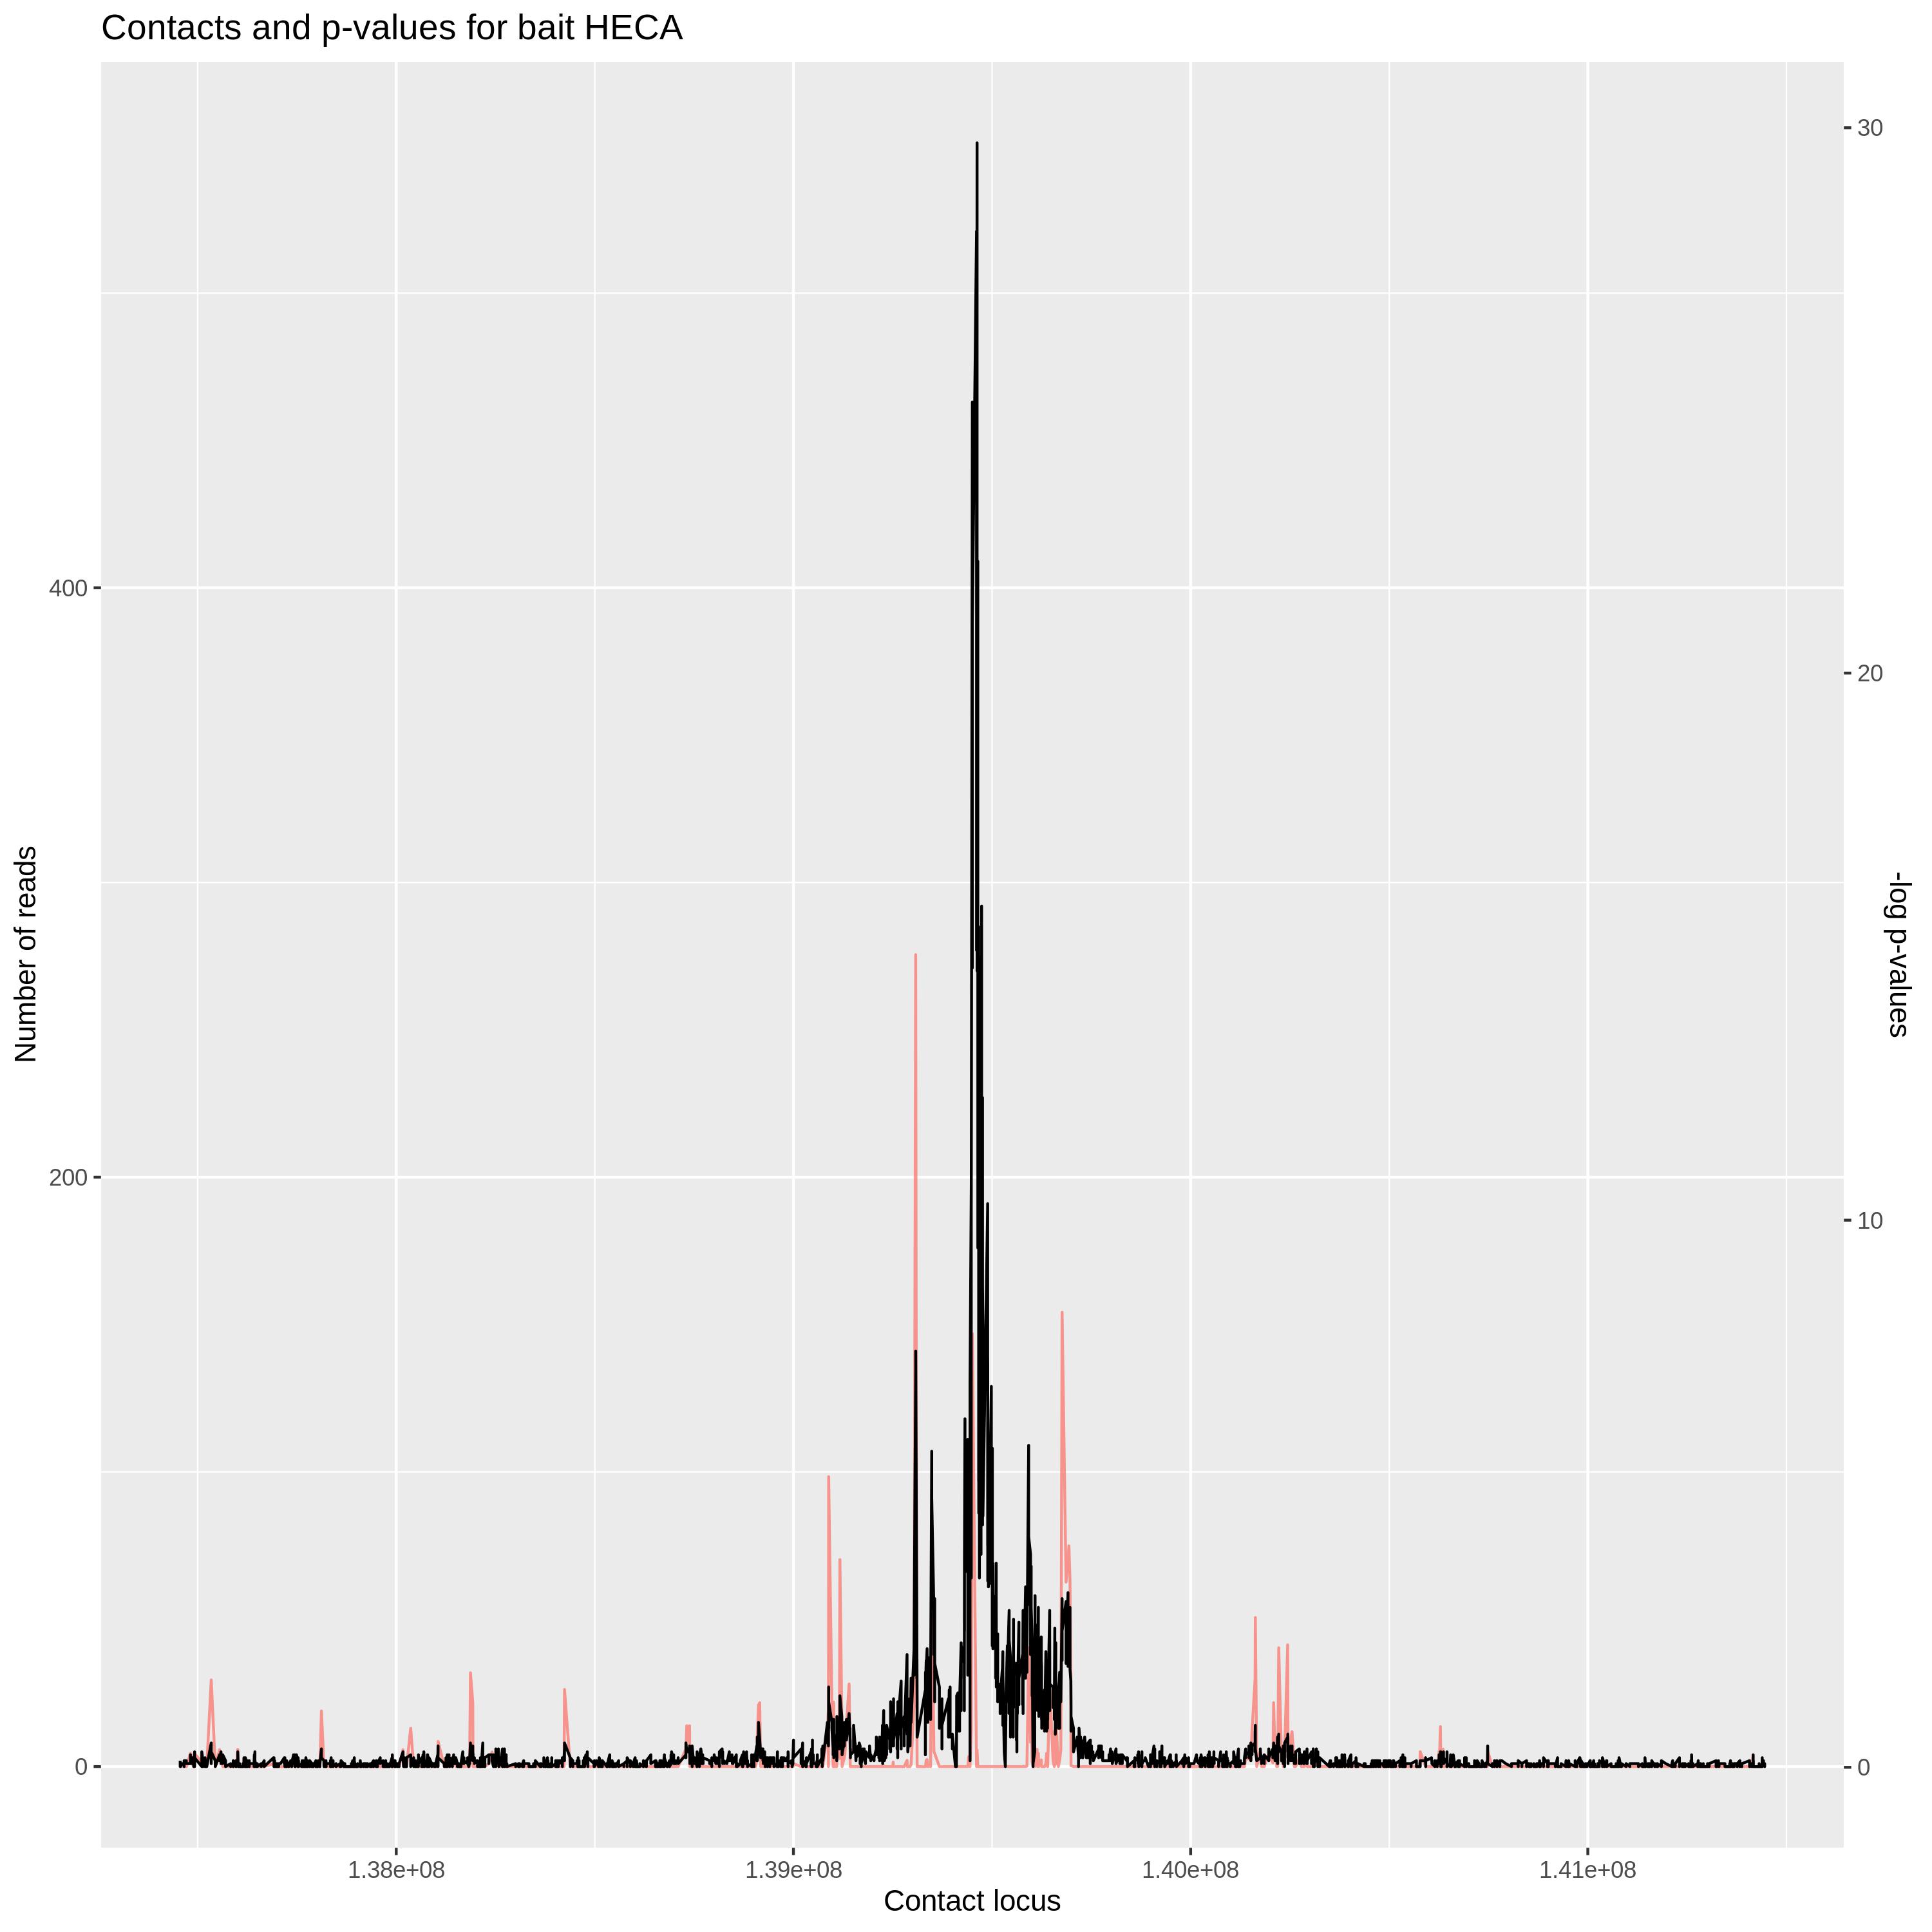 Contacts and p-values for bait HECA
30
400
20
Number of reads
-log p-values
200
10
0
0
1.38e+08
1.39e+08
1.40e+08
1.41e+08
Contact locus